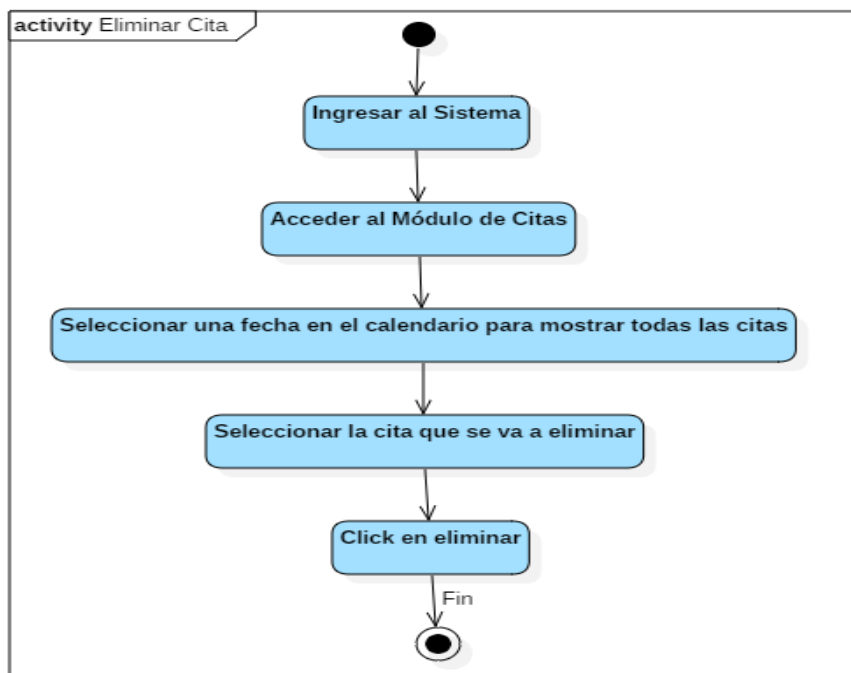 activity Eliminar Cita
Ingresar al Sistema
Acceder al Módulo de Citas
Seleccionar una fecha en el calendario para mostrar todas las citas
Seleccionar la cita que se va a eliminar
Click en eliminar
Fin